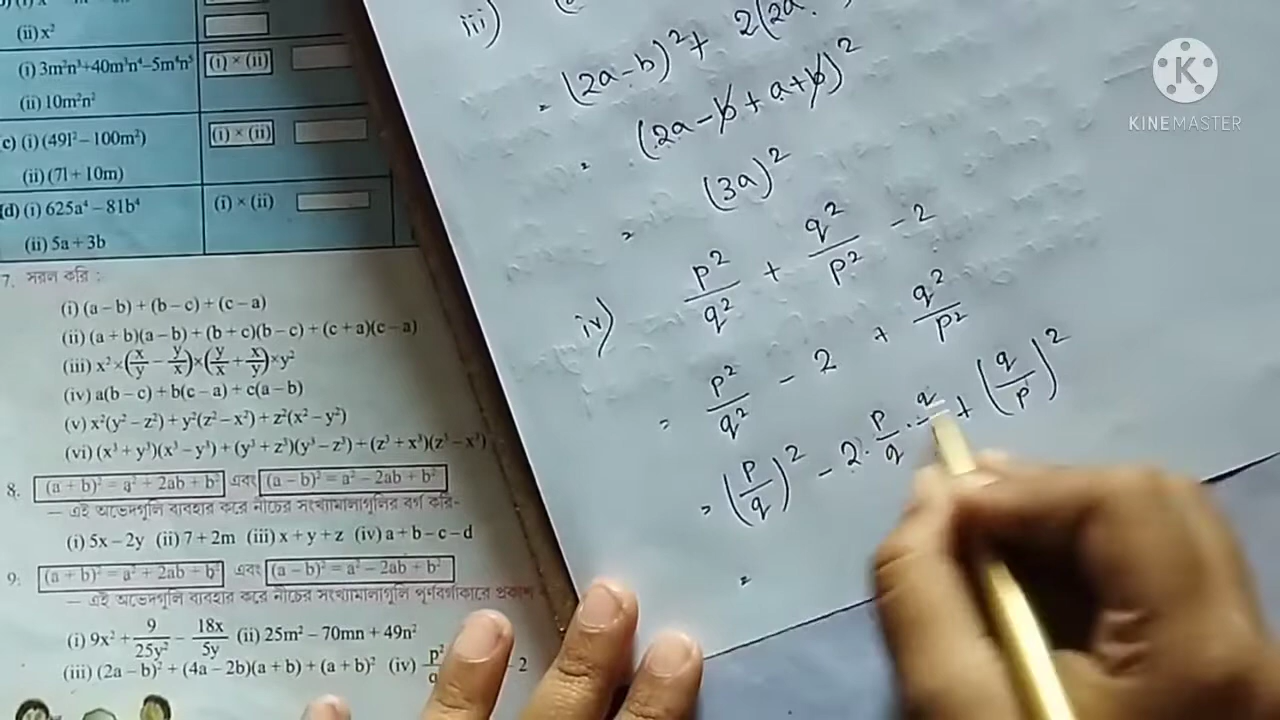 (ii) x²
(i) 3m²n³+40m³n⁴−5m⁴n⁵ (i) × (ii)
(ii) 10m²n²
(c) (i) (49l² − 100m²) (i) × (ii)
(ii) (7l + 10m)
(d) (i) 625a⁴ − 81b⁴ (i) × (ii)
(ii) 5a + 3b
7. সরল করি :
(i) (a − b) + (b − c) + (c − a)
(ii) (a + b)(a − b) + (b + c)(b − c) + (c + a)(c − a)
(iii) x² × (x/y − y/x) × (y/x + x/y) × y²
(iv) a(b − c) + b(c − a) + c(a − b)
(v) x²(y² − z²) + y²(z² − x²) + z²(x² − y²)
(vi) (x³ + y³)(x³ − y³) + (y³ + z³)(y³ − z³) + (z³ + x³)(z³ − x³)
8. (a + b)² = a² + 2ab + b² এবং (a − b)² = a² − 2ab + b²
— এই অভেদগুলি ব্যবহার করে নীচের সংখ্যামালাগুলির বর্গ করি-
(i) 5x − 2y (ii) 7 + 2m (iii) x + y + z (iv) a + b − c − d
9. (a + b)² = a² + 2ab + b² এবং (a − b)² = a² − 2ab + b²
— এই অভেদগুলি ব্যবহার করে নীচের সংখ্যামালাগুলি পূর্ণবর্গাকারে প্রকাশ
(i) 9x² + 9/25y² − 18x/5y (ii) 25m² − 70mn + 49n²
(iii) (2a − b)² + (4a − 2b)(a + b) + (a + b)² (iv) p² − 2
iii)
= (2a − b)² + 2(2a
= (2a − b + a + b)²
= (3a)²
iv) p²/q² + q²/p² − 2
= p²/q² − 2 + q²/p²
= (p/q)² − 2. p/q . q + (q/p)²
=
K
KINEMASTER